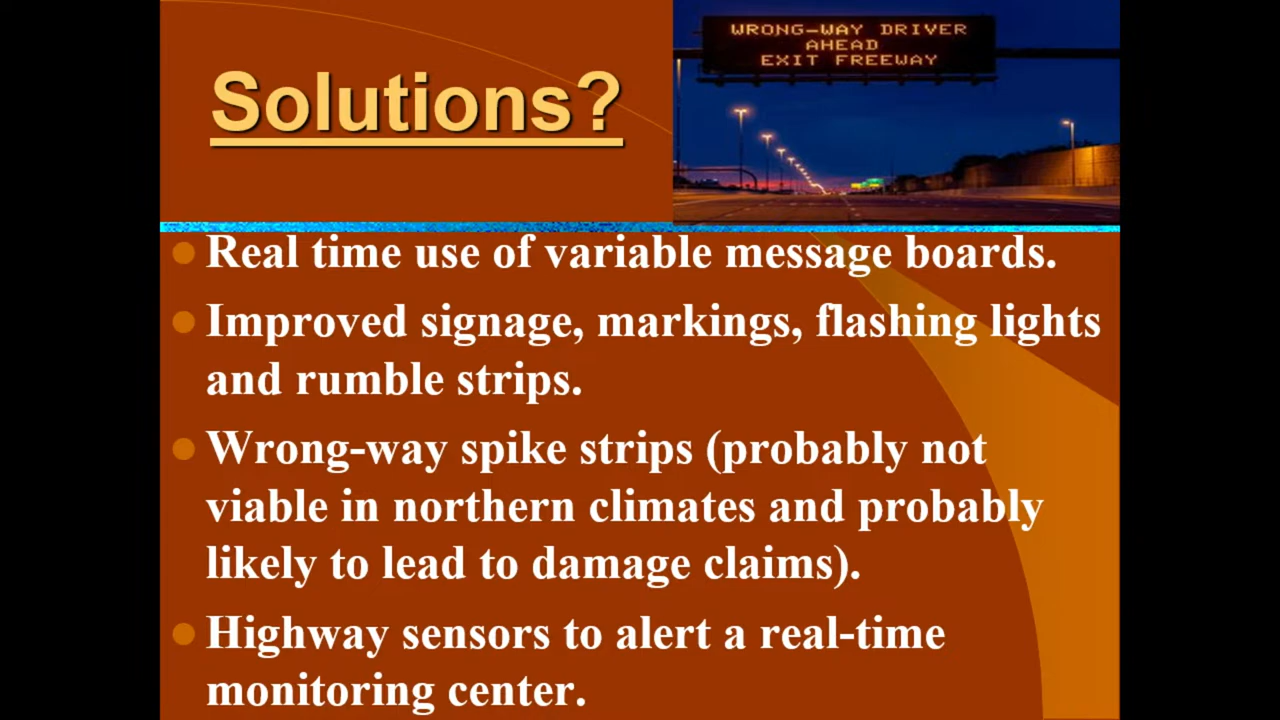 Solutions?
WRONG-WAY DRIVER
AHEAD
EXIT FREEWAY
Real time use of variable message boards.
Improved signage, markings, flashing lights
and rumble strips.
Wrong-way spike strips (probably not
viable in northern climates and probably
likely to lead to damage claims).
Highway sensors to alert a real-time
monitoring center.